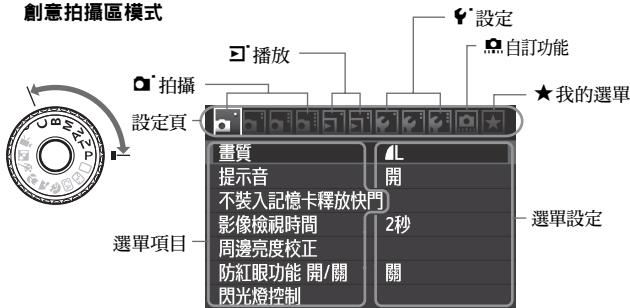 創意拍攝區模式
設定
自訂功能
播放
拍攝
我的選單
設定頁
畫質 L
提示音 開
不裝入記憶卡釋放快門
影像檢視時間 2秒
周邊亮度校正
防紅眼功能 開/關 關
閃光燈控制
選單項目
選單設定
C
B
M
Av
Tv
P